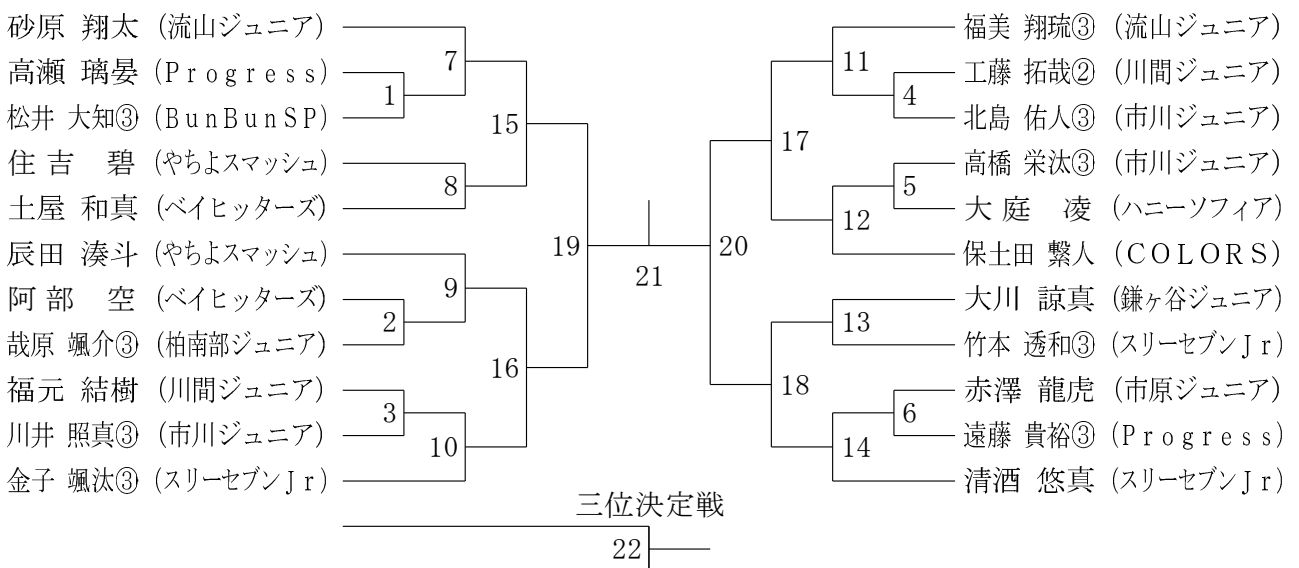 砂原 翔太 (流山ジュニア)
高瀬 璃晏 (Progress)
松井 大知③ (BunBunSP)
住吉 碧 (やちよスマッシュ)
土屋 和真 (ベイヒッターズ)
辰田 湊斗 (やちよスマッシュ)
阿部 空 (ベイヒッターズ)
哉原 颯介③ (柏南部ジュニア)
福元 結樹 (川間ジュニア)
川井 照真③ (市川ジュニア)
金子 颯汰③ (スリーセブンJr)
7
1
15
8
19
9
2
16
3
10
21
20
17
11
4
5
12
13
18
6
14
福美 翔琉③ (流山ジュニア)
工藤 拓哉② (川間ジュニア)
北島 佑人③ (市川ジュニア)
高橋 栄汰③ (市川ジュニア)
大庭 凌 (ハニーソフィア)
保土田 繋人 (COLORS)
大川 諒真 (鎌ヶ谷ジュニア)
竹本 透和③ (スリーセブンJr)
赤澤 龍虎 (市原ジュニア)
遠藤 貴裕③ (Progress)
清酒 悠真 (スリーセブンJr)
三位決定戦
22